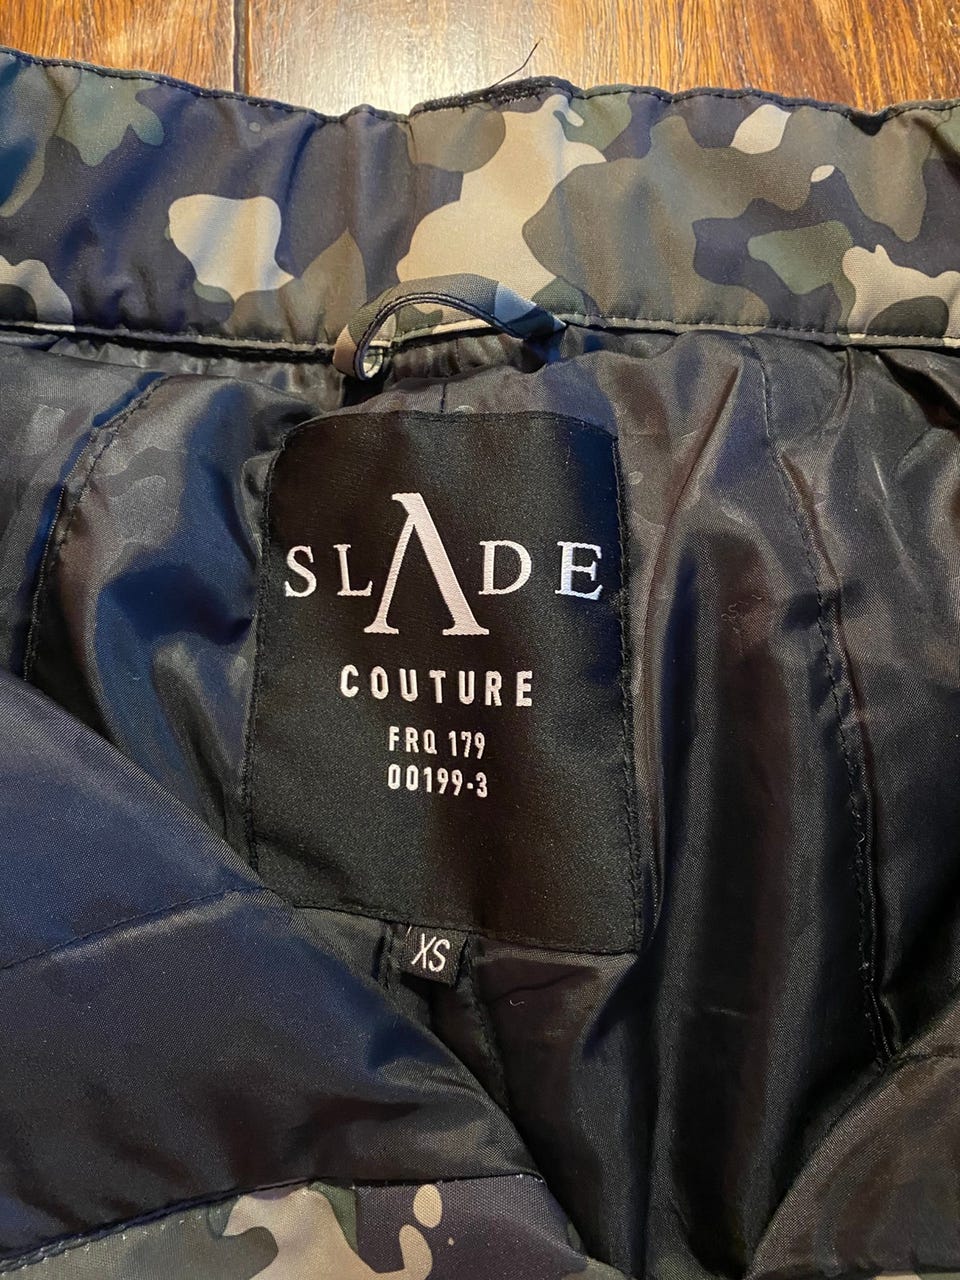 SLΛDE
COUTURE
FRQ 179
00199-3
XS